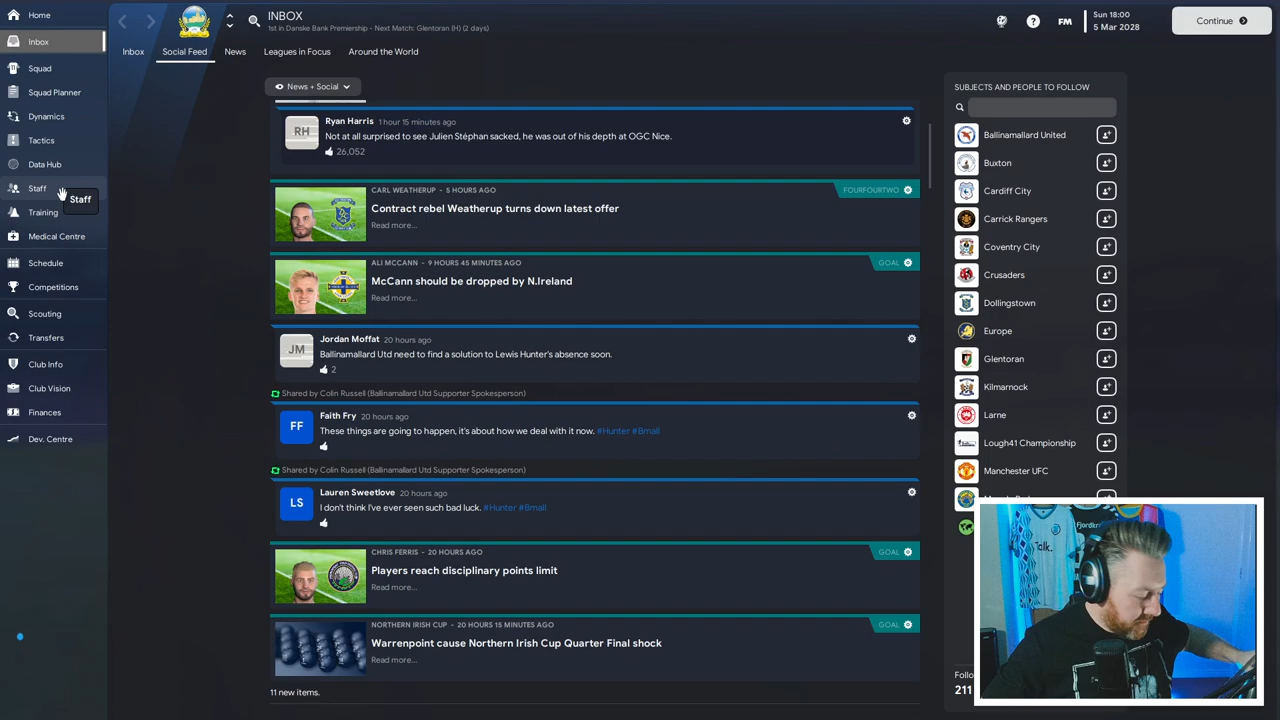 Home
Inbox
Squad
Squad Planner
Dynamics
Tactics
Data Hub
Staff
Staff
Training
Medical Centre
Schedule
Competitions
Scouting
Transfers
Club Info
Club Vision
Finances
Dev. Centre
INBOX
1st in Danske Bank Premiership - Next Match: Glentoran (H) (2 days)
FM
Sun 18:00
5 Mar 2028
Continue
Inbox
Social Feed
News
Leagues in Focus
Around the World
News + Social
RH
Ryan Harris 1 hour 15 minutes ago
Not at all surprised to see Julien Stéphan sacked, he was out of his depth at OGC Nice.
26,052
CARL WEATHERUP - 5 HOURS AGO
FOURFOURTWO
Contract rebel Weatherup turns down latest offer
Read more...
ALI MCCANN - 9 HOURS 45 MINUTES AGO
GOAL
McCann should be dropped by N.Ireland
Read more...
JM
Jordan Moffat 20 hours ago
Ballinamallard Utd need to find a solution to Lewis Hunter's absence soon.
2
Shared by Colin Russell (Ballinamallard Utd Supporter Spokesperson)
FF
Faith Fry 20 hours ago
These things are going to happen, it's about how we deal with it now. #Hunter #Bmall
Shared by Colin Russell (Ballinamallard Utd Supporter Spokesperson)
LS
Lauren Sweetlove 20 hours ago
I don't think I've ever seen such bad luck. #Hunter #Bmall
CHRIS FERRIS - 20 HOURS AGO
GOAL
Players reach disciplinary points limit
Read more...
NORTHERN IRISH CUP - 20 HOURS 15 MINUTES AGO
GOAL
Warrenpoint cause Northern Irish Cup Quarter Final shock
Read more...
11 new items.
SUBJECTS AND PEOPLE TO FOLLOW
Ballinamallard United
Buxton
Cardiff City
Carrick Rangers
Coventry City
Crusaders
Dollingstown
Europe
Glentoran
Kilmarnock
Larne
Lough41 Championship
Manchester UFC
Follo
211
Talk.